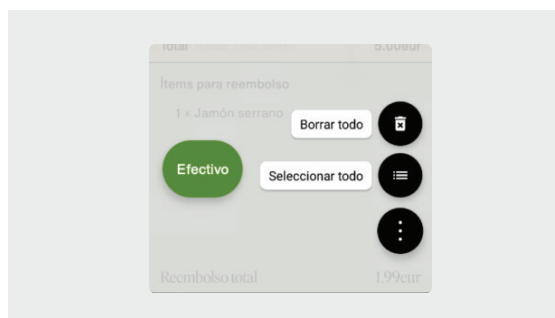 Total 5.00eur
Ítems para reembolso
1 × Jamón serrano
Borrar todo
Efectivo
Seleccionar todo
Reembolso total 1.99eur